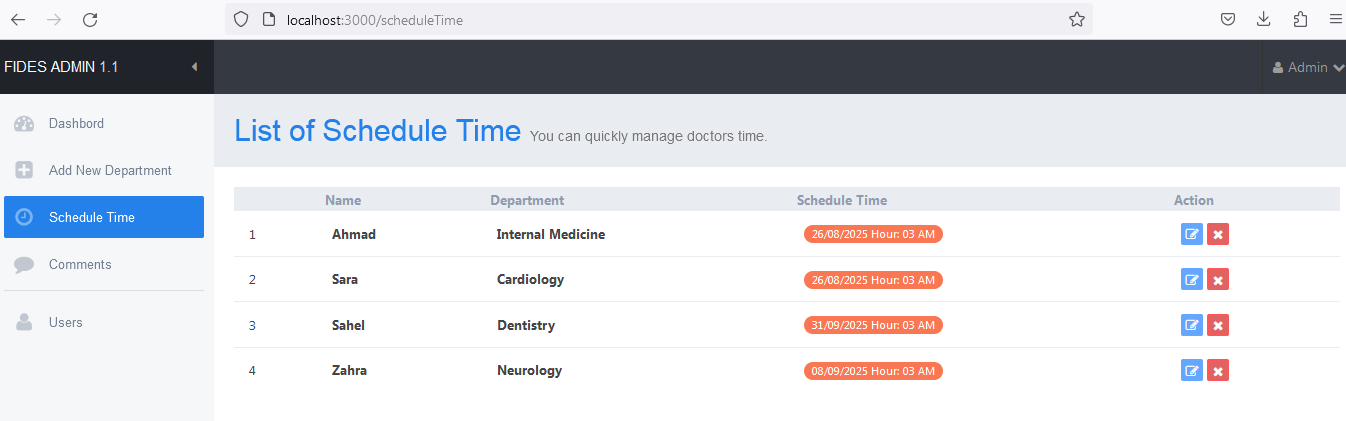 localhost:3000/scheduleTime
FIDES ADMIN 1.1
Admin
Dashbord
Add New Department
Schedule Time
Comments
Users
List of Schedule Time You can quickly manage doctors time.
Name Department Schedule Time Action
1 Ahmad Internal Medicine 26/08/2025 Hour: 03 AM
2 Sara Cardiology 26/08/2025 Hour: 03 AM
3 Sahel Dentistry 31/09/2025 Hour: 03 AM
4 Zahra Neurology 08/09/2025 Hour: 03 AM